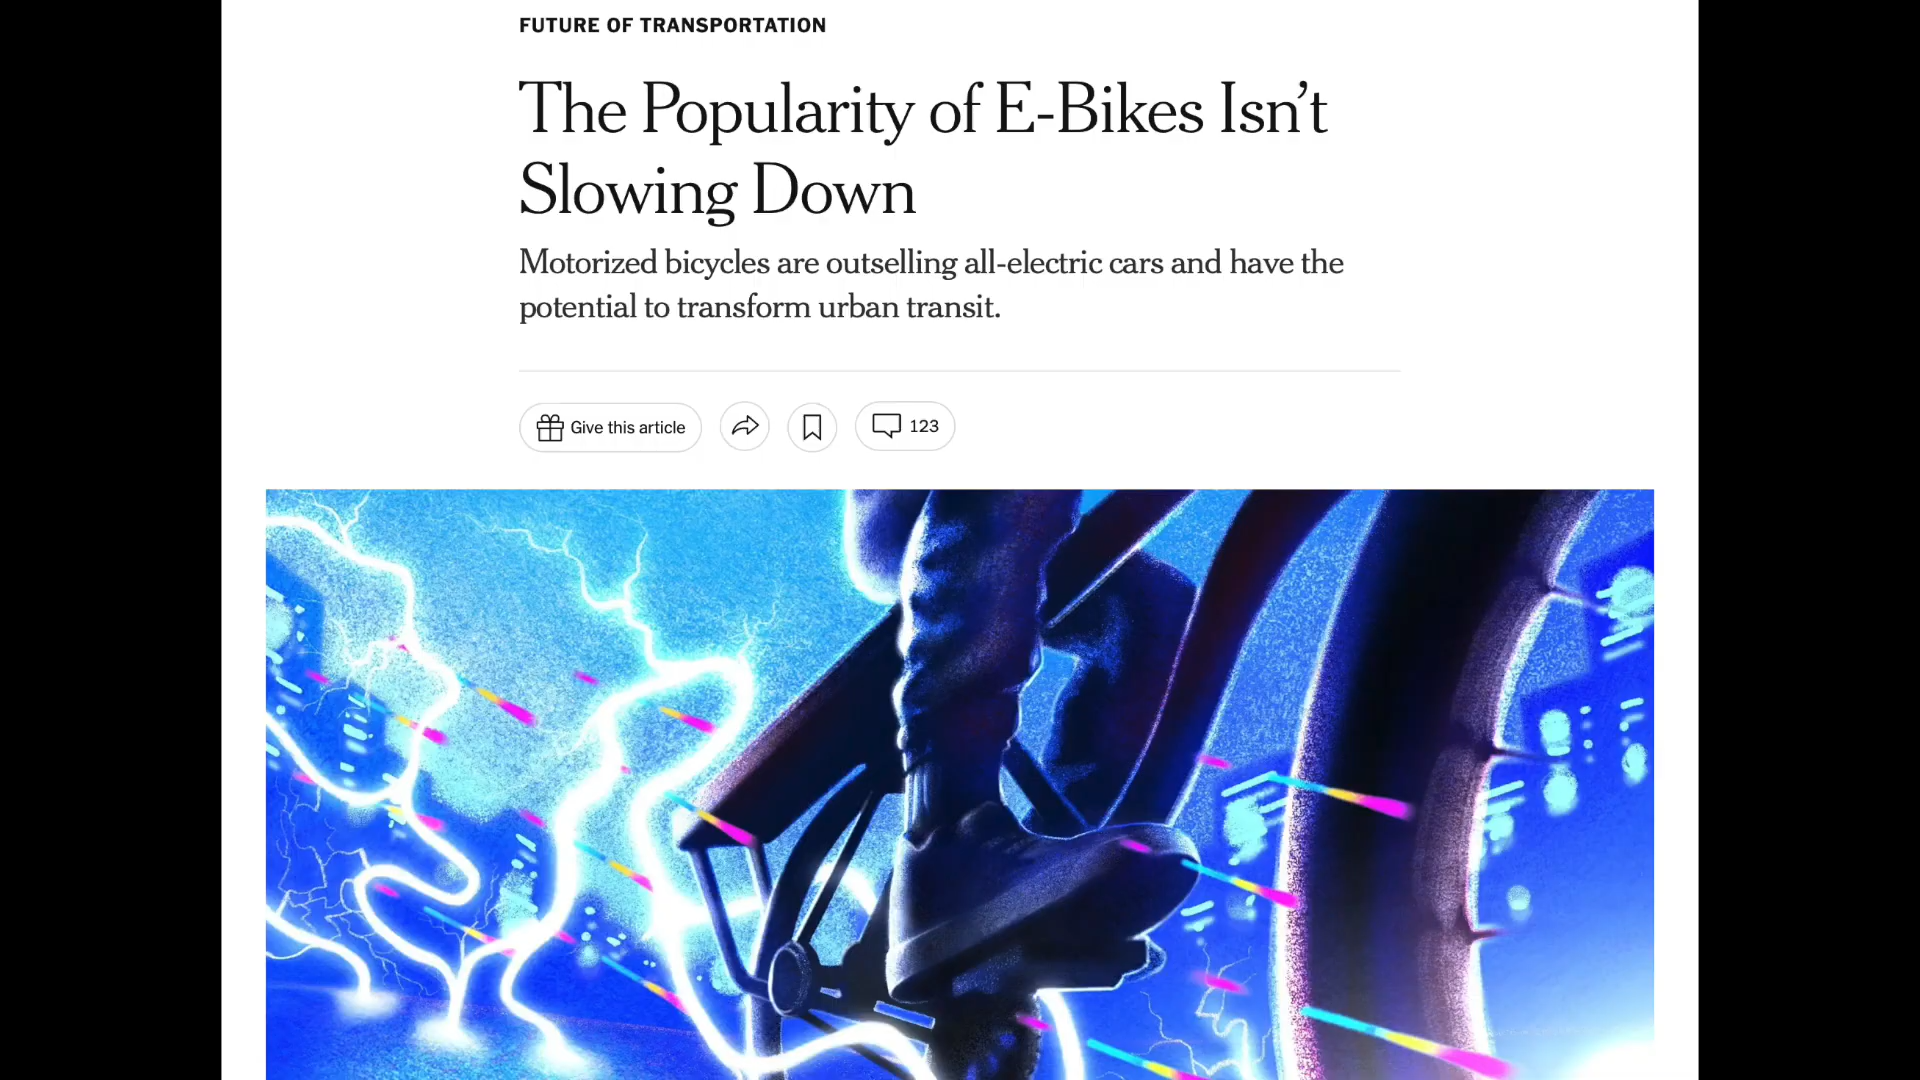 FUTURE OF TRANSPORTATION
The Popularity of E-Bikes Isn’t
Slowing Down
Motorized bicycles are outselling all-electric cars and have the
potential to transform urban transit.
Give this article
123